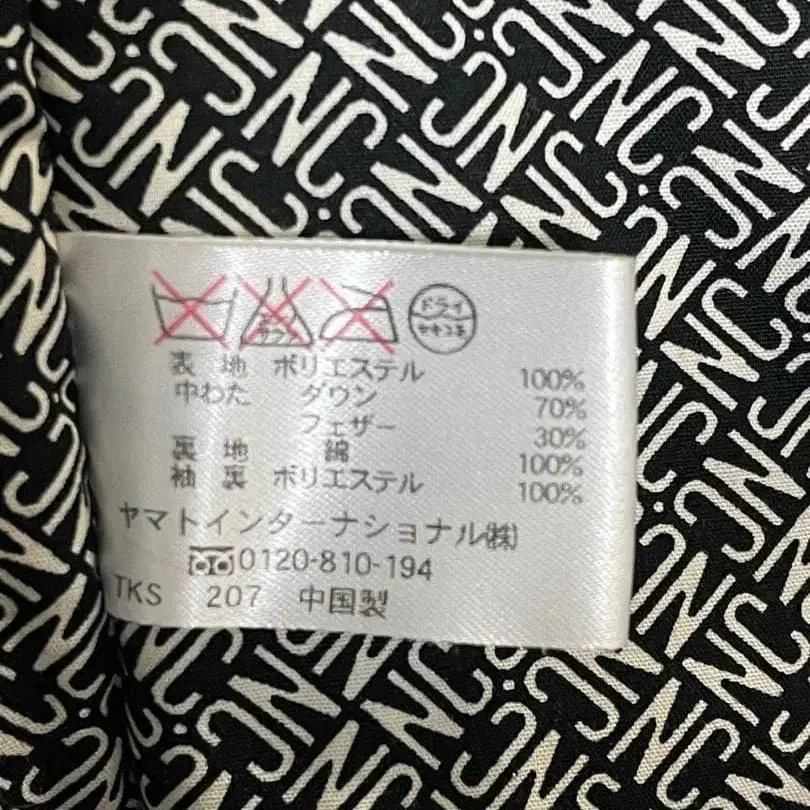 ドライ
セキユ系
表 地 ポリエステル 100%
中わた ダウン 70%
フェザー 30%
裏 地 綿 100%
袖 裏 ポリエステル 100%
ヤマトインターナショナル㈱
0120-810-194
TKS 207 中国製